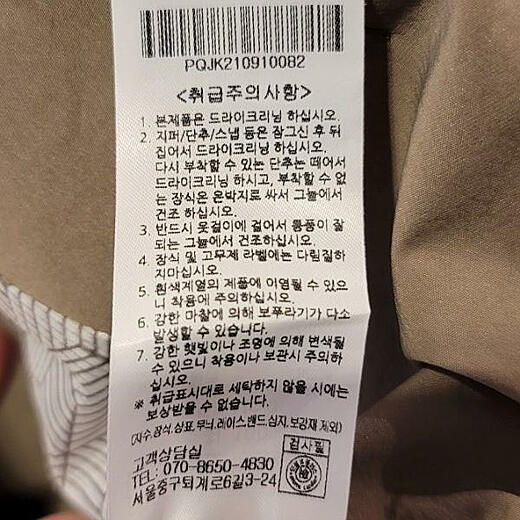 PQJK210910082
<취급주의사항>
1. 본제품은 드라이크리닝 하십시오.
2. 지퍼/단추/스냅 등은 잠그신 후 뒤
집어서 드라이크리닝 하십시오.
다시 부착할 수 있는 단추는 떼어서
드라이크리닝 하시고, 부착할 수 없
는 장식은 은박지로 싸서 그늘에서
건조 하십시오.
3. 반드시 옷걸이에 걸어서 통풍이 잘
되는 그늘에서 건조하십시오.
4. 장식 및 고무제 라벨에는 다림질하
지마십시오.
5. 흰색계열의 제품에 이염될 수 있으
니 착용에 주의하십시오.
6. 강한 마찰에 의해 보푸라기가 다소
발생할 수 있습니다.
7. 강한 햇빛이나 조명에 의해 변색될
수 있으니 착용이나 보관시 주의하
십시오.
※ 취급표시대로 세탁하지 않을 시에는
보상받을 수 없습니다.
(자수,장식,상표,무늬,레이스밴드,심지,보강재 제외)
검사필
고객상담실
TEL: 070-8650-4830
서울중구퇴계로6길3-24